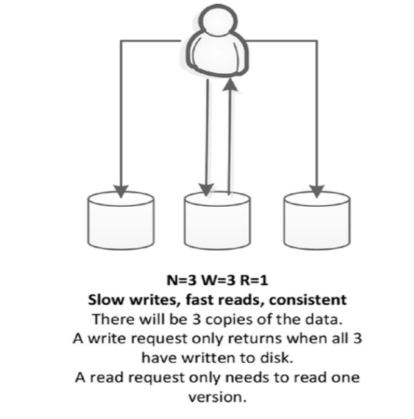 N=3 W=3 R=1
Slow writes, fast reads, consistent
There will be 3 copies of the data.
A write request only returns when all 3
have written to disk.
A read request only needs to read one
version.